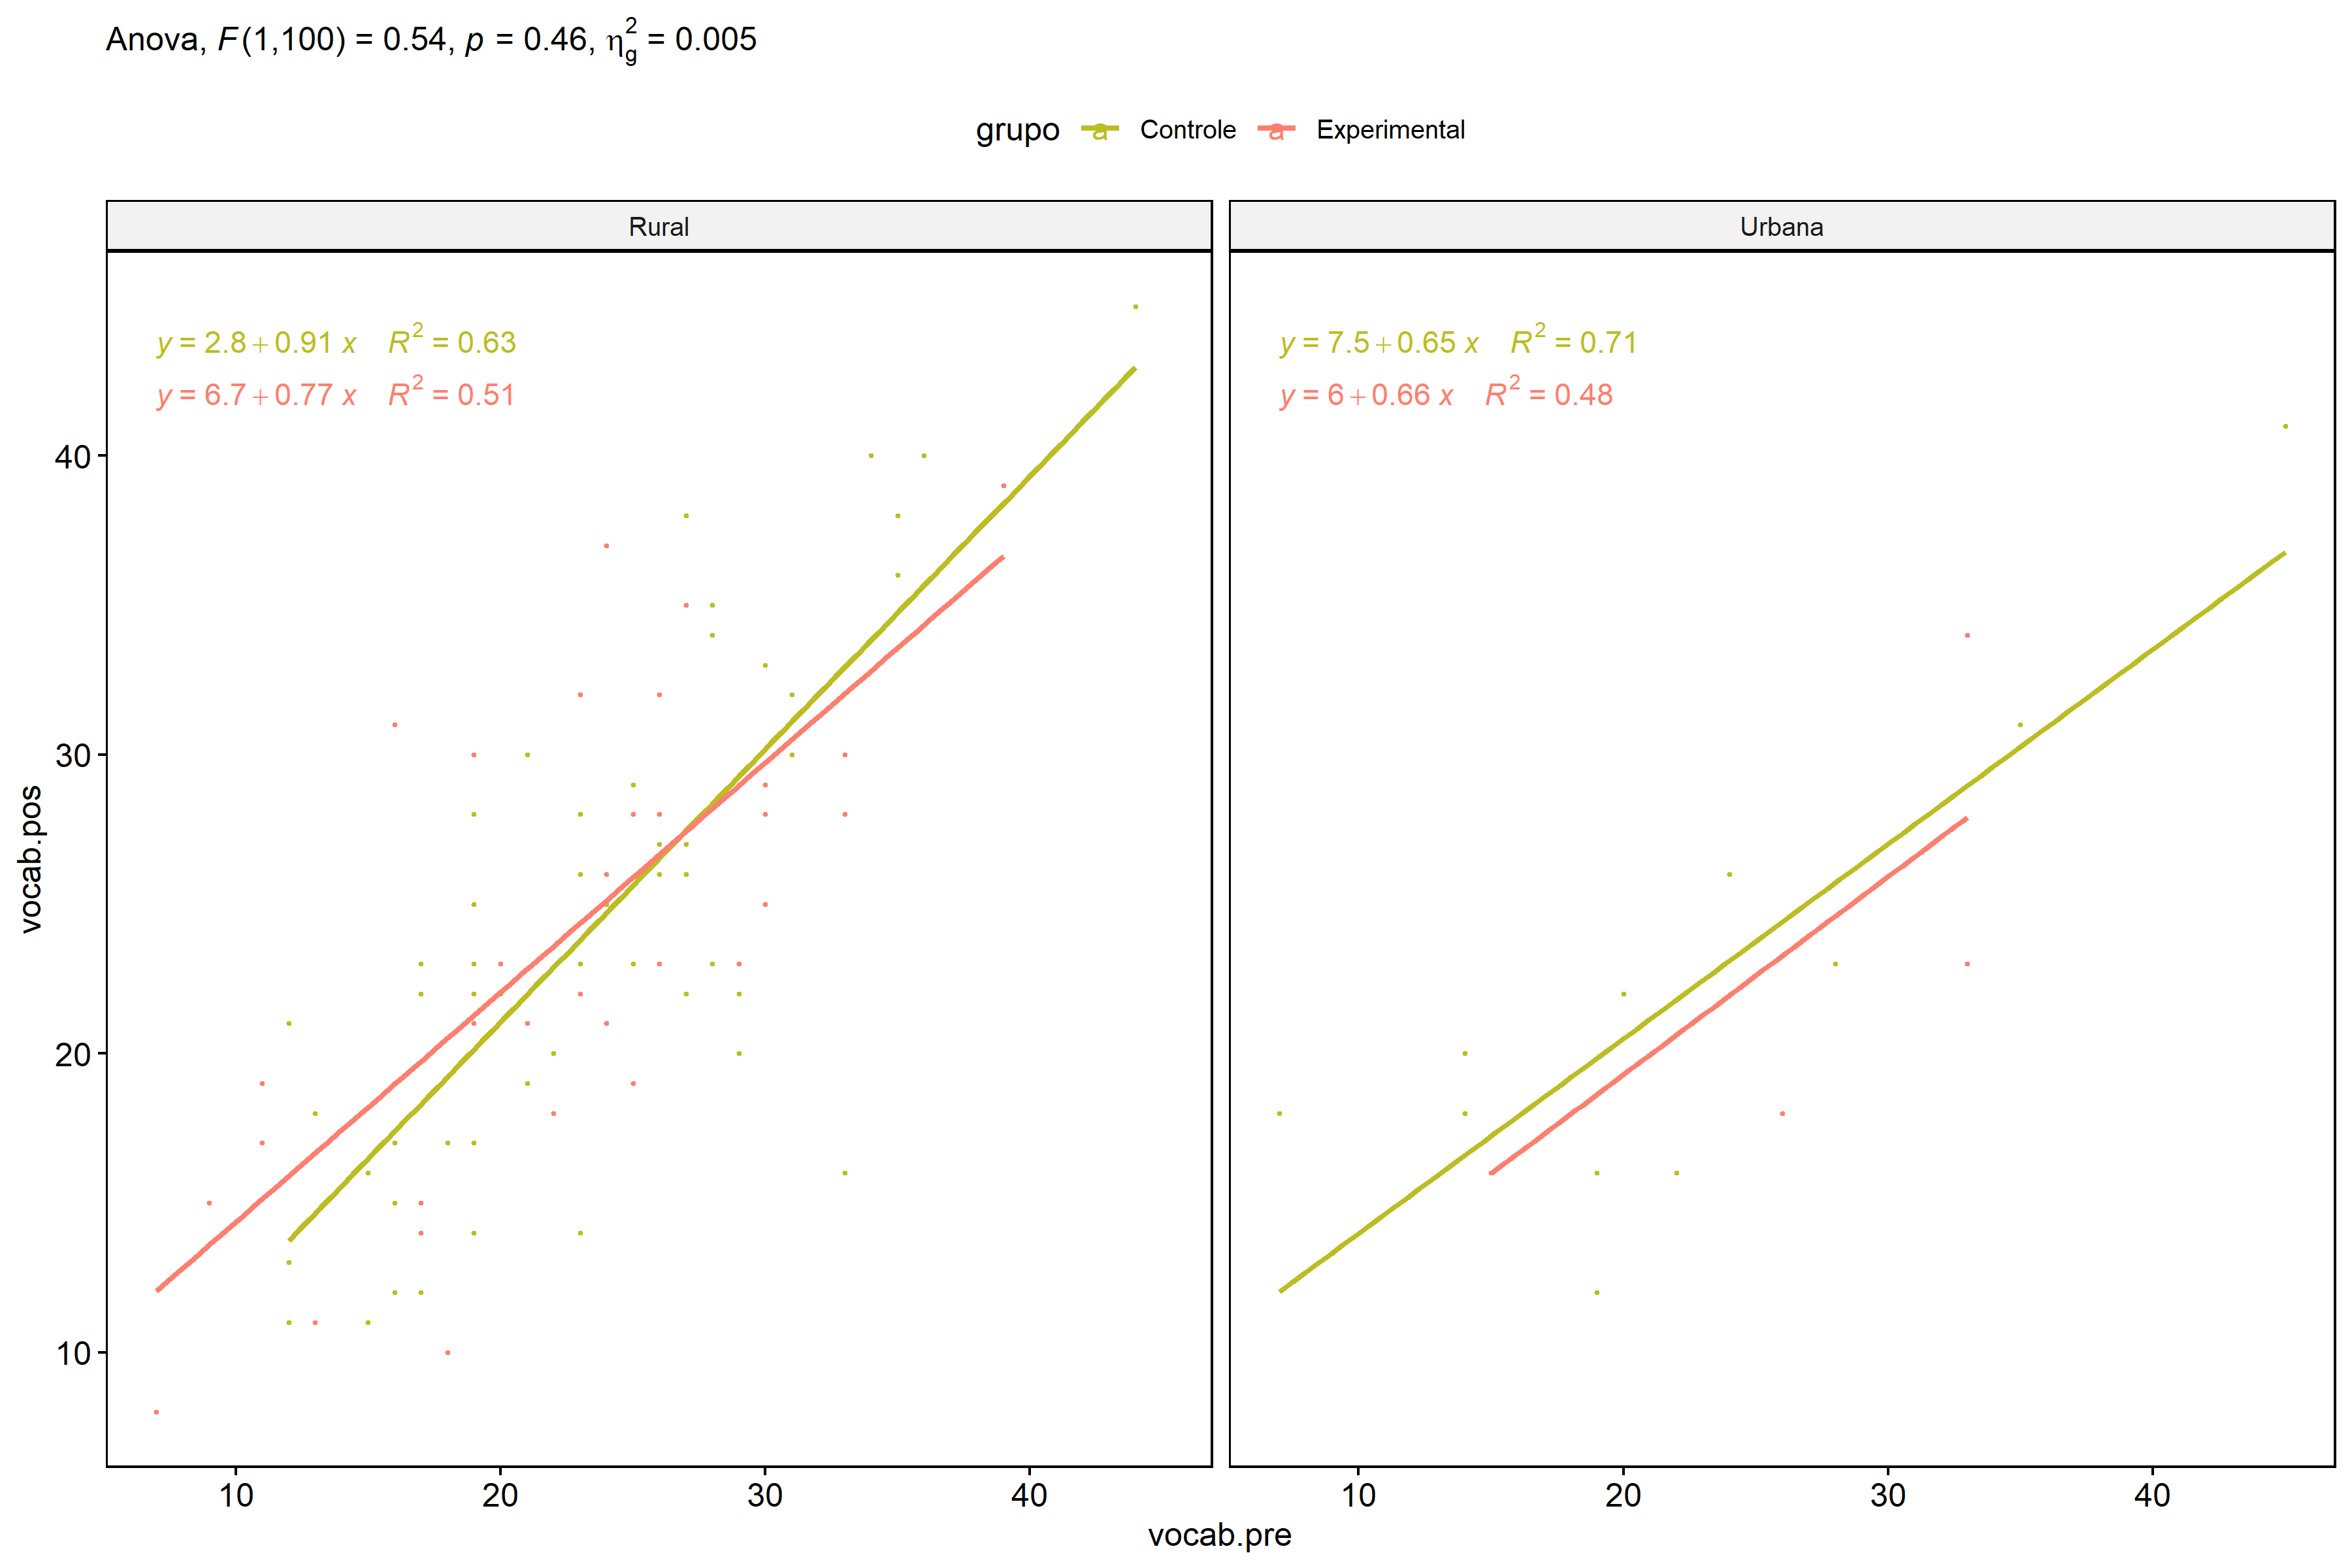 Anova, F(1,100) = 0.54, p = 0.46, η²g = 0.005
grupo a Controle a Experimental
Rural
Urbana
y = 2.8 + 0.91 x R² = 0.63
y = 6.7 + 0.77 x R² = 0.51
y = 7.5 + 0.65 x R² = 0.71
y = 6 + 0.66 x R² = 0.48
vocab.pos
40
30
20
10
10 20 30 40
10 20 30 40
vocab.pre